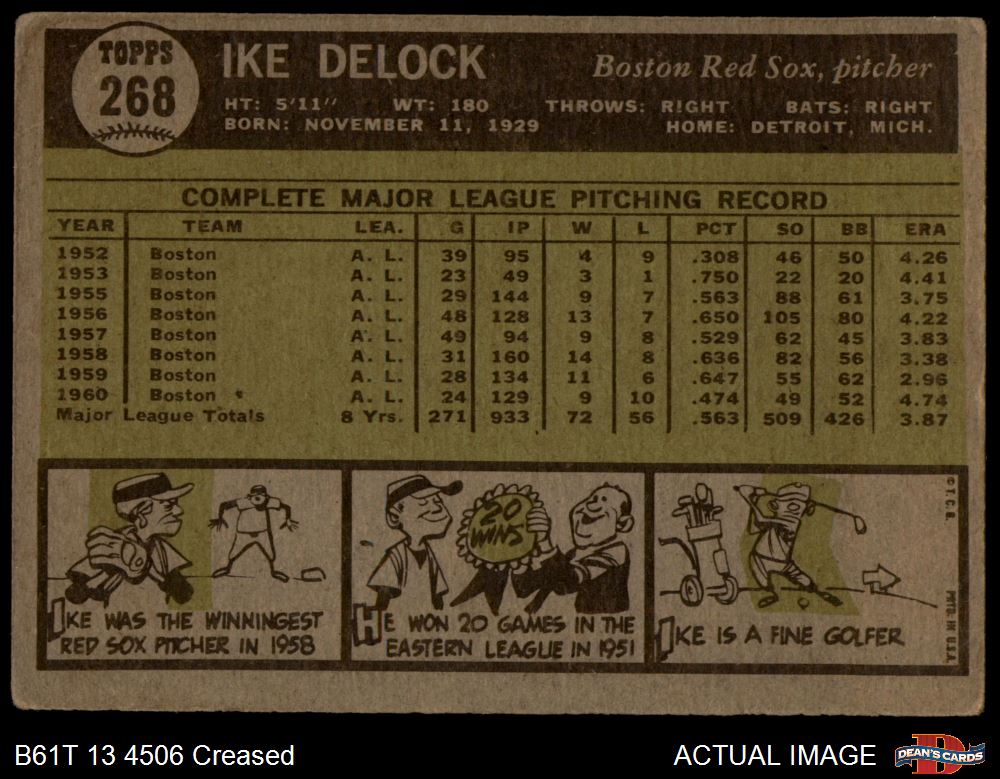 TOPPS
268
IKE DELOCK
Boston Red Sox, pitcher
HT: 5'11" WT: 180 THROWS: RIGHT BATS: RIGHT
BORN: NOVEMBER 11, 1929 HOME: DETROIT, MICH.
COMPLETE MAJOR LEAGUE PITCHING RECORD
YEAR TEAM LEA. G IP W L PCT SO BB ERA
1952 Boston A. L. 39 95 4 9 .308 46 50 4.26
1953 Boston A. L. 23 49 3 1 .750 22 20 4.41
1955 Boston A. L. 29 144 9 7 .563 88 61 3.75
1956 Boston A. L. 48 128 13 7 .650 105 80 4.22
1957 Boston A. L. 49 94 9 8 .529 62 45 3.83
1958 Boston A. L. 31 160 14 8 .636 82 56 3.38
1959 Boston A. L. 28 134 11 6 .647 55 62 2.96
1960 Boston A. L. 24 129 9 10 .474 49 52 4.74
Major League Totals 8 Yrs. 271 933 72 56 .563 509 426 3.87
IKE WAS THE WINNINGEST
RED SOX PITCHER IN 1958
20
WINS
HE WON 20 GAMES IN THE
EASTERN LEAGUE IN 1951
IKE IS A FINE GOLFER
© T. C. G.
PRTD. IN U.S.A.
B61T 13 4506 Creased
ACTUAL IMAGE
DEAN'S CARDS